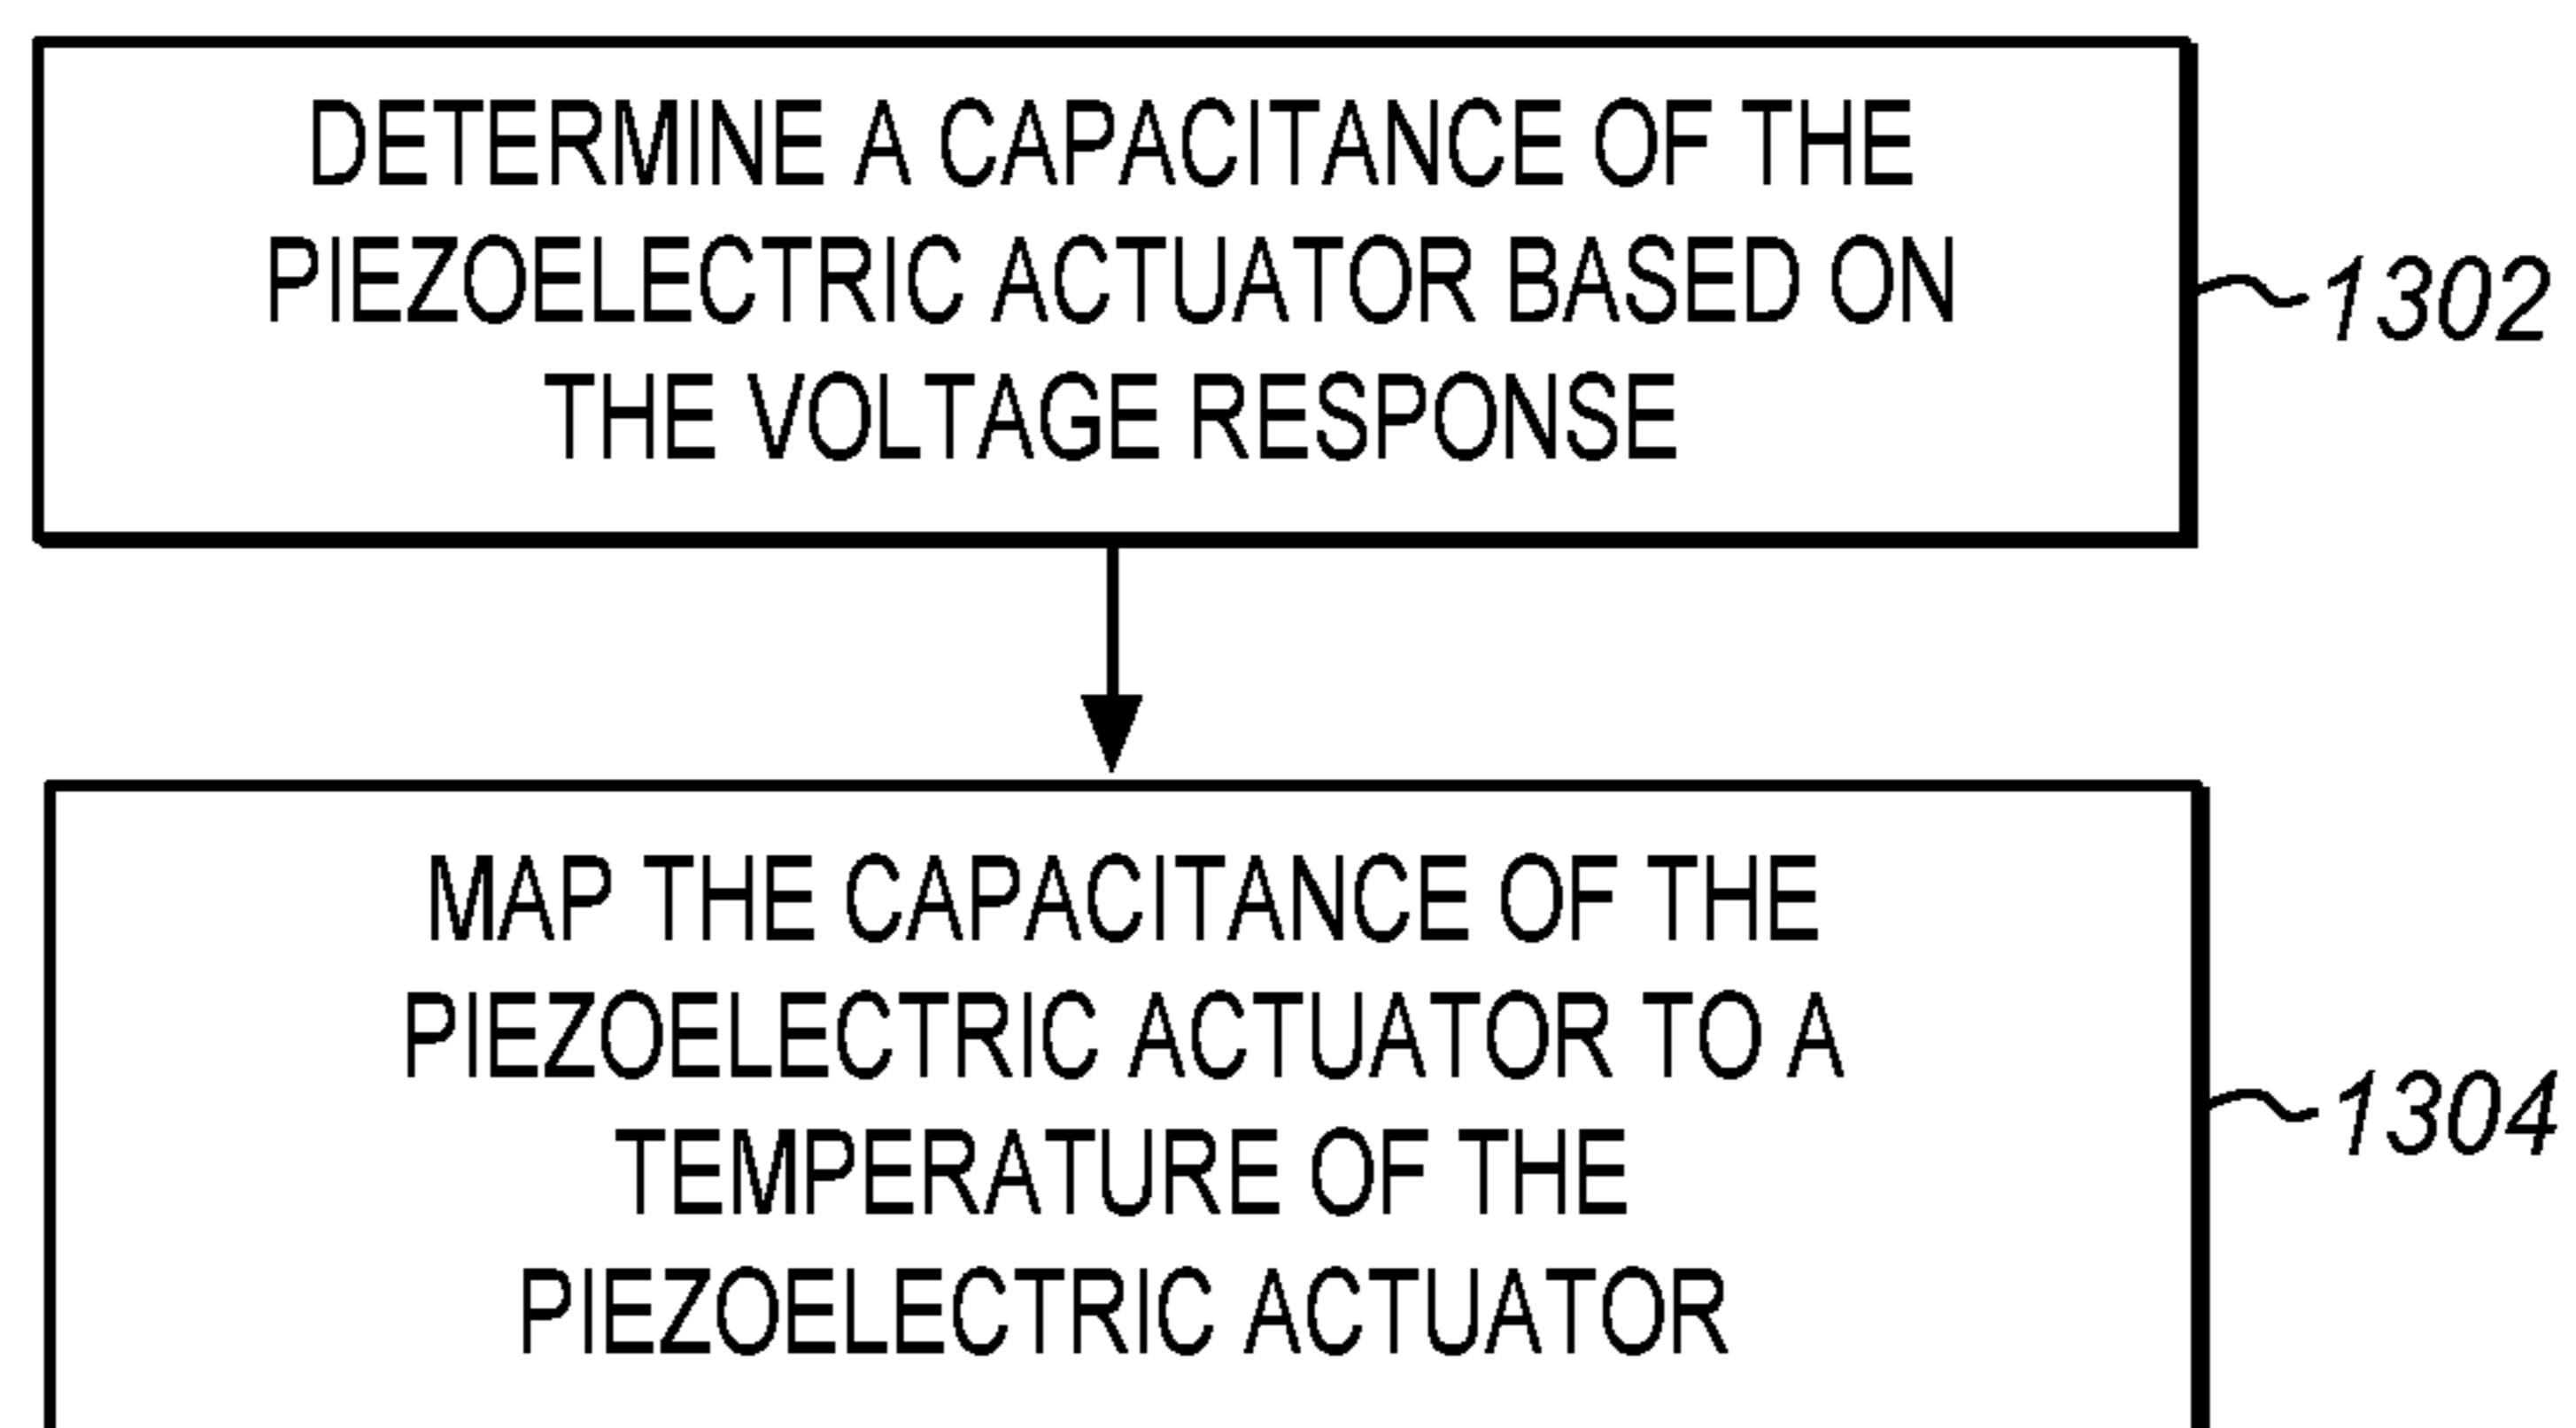 DETERMINE A CAPACITANCE OF THE
PIEZOELECTRIC ACTUATOR BASED ON
THE VOLTAGE RESPONSE
1302
MAP THE CAPACITANCE OF THE
PIEZOELECTRIC ACTUATOR TO A
TEMPERATURE OF THE
PIEZOELECTRIC ACTUATOR
1304